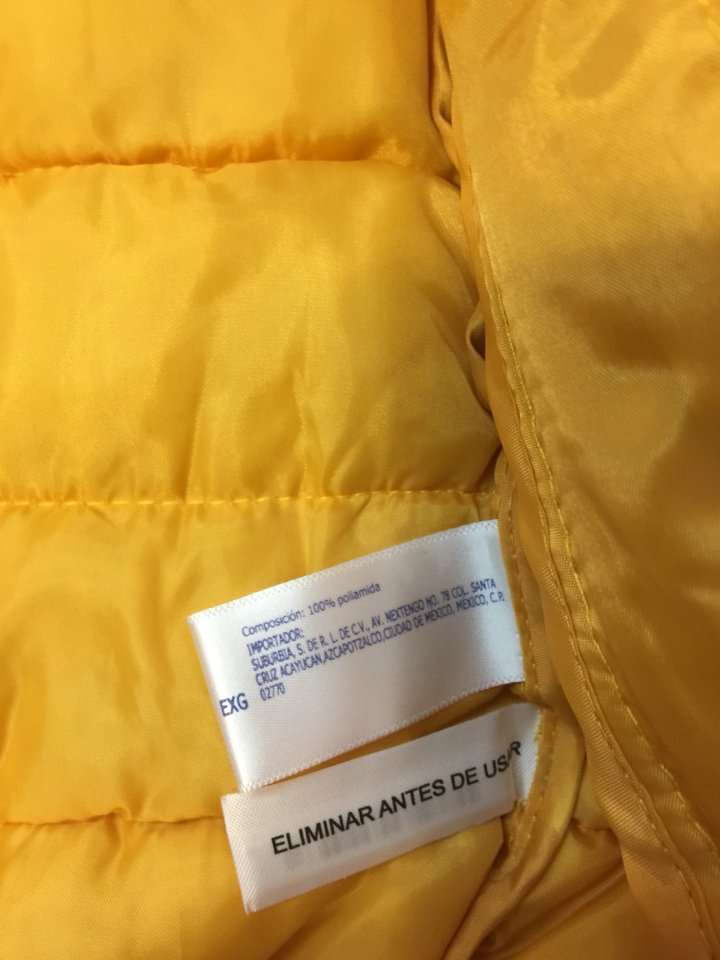 Composición: 100% poliamida
IMPORTADOR:
SUBURBIA, S. DE R. L. DE C.V., AV. NEXTENGO NO. 78 COL. SANTA
CRUZ ACAYUCAN,AZCAPOTZALCO,CIUDAD DE MEXICO, MEXICO, C.P.
02770
EXG
ELIMINAR ANTES DE USAR